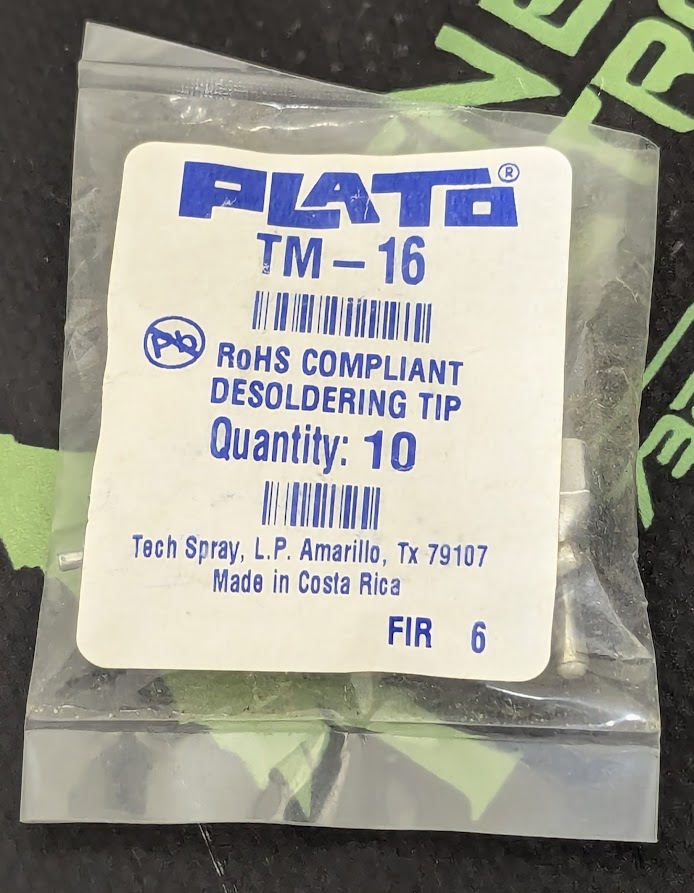 PLATO®
TM-16
Pb
RoHS COMPLIANT
DESOLDERING TIP
Quantity: 10
Tech Spray, L.P. Amarillo, Tx 79107
Made in Costa Rica
FIR 6